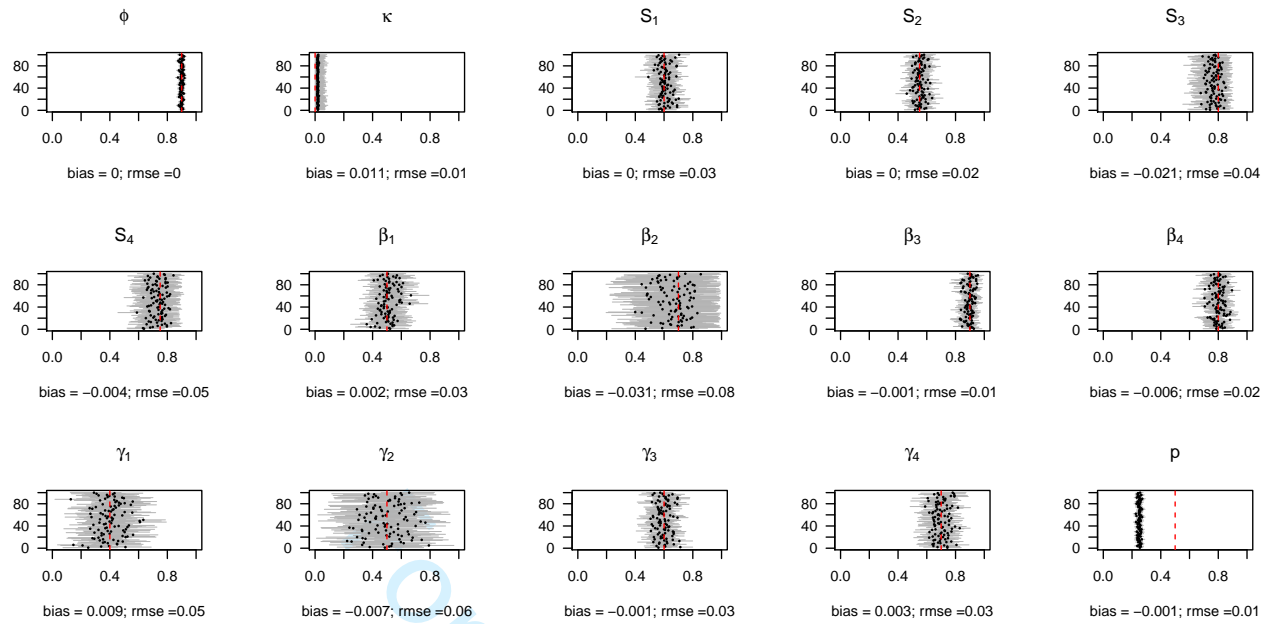 ϕ κ S1 S2 S3
80 80 80 80 80
40 40 40 40 40
0 0 0 0 0
0.0 0.4 0.8 0.0 0.4 0.8 0.0 0.4 0.8 0.0 0.4 0.8 0.0 0.4 0.8
bias = 0; rmse =0 bias = 0.011; rmse =0.01 bias = 0; rmse =0.03 bias = 0; rmse =0.02 bias = −0.021; rmse =0.04
S4 β1 β2 β3 β4
80 80 80 80 80
40 40 40 40 40
0 0 0 0 0
0.0 0.4 0.8 0.0 0.4 0.8 0.0 0.4 0.8 0.0 0.4 0.8 0.0 0.4 0.8
bias = −0.004; rmse =0.05 bias = 0.002; rmse =0.03 bias = −0.031; rmse =0.08 bias = −0.001; rmse =0.01 bias = −0.006; rmse =0.02
γ1 γ2 γ3 γ4 p
80 80 80 80 80
40 40 40 40 40
0 0 0 0 0
0.0 0.4 0.8 0.0 0.4 0.8 0.0 0.4 0.8 0.0 0.4 0.8 0.0 0.4 0.8
bias = 0.009; rmse =0.05 bias = −0.007; rmse =0.06 bias = −0.001; rmse =0.03 bias = 0.003; rmse =0.03 bias = −0.001; rmse =0.01